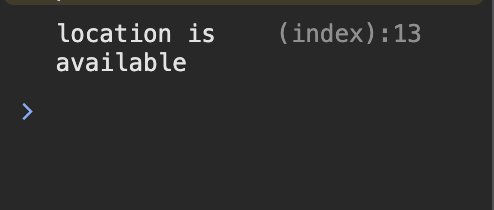 location is (index):13
available
>